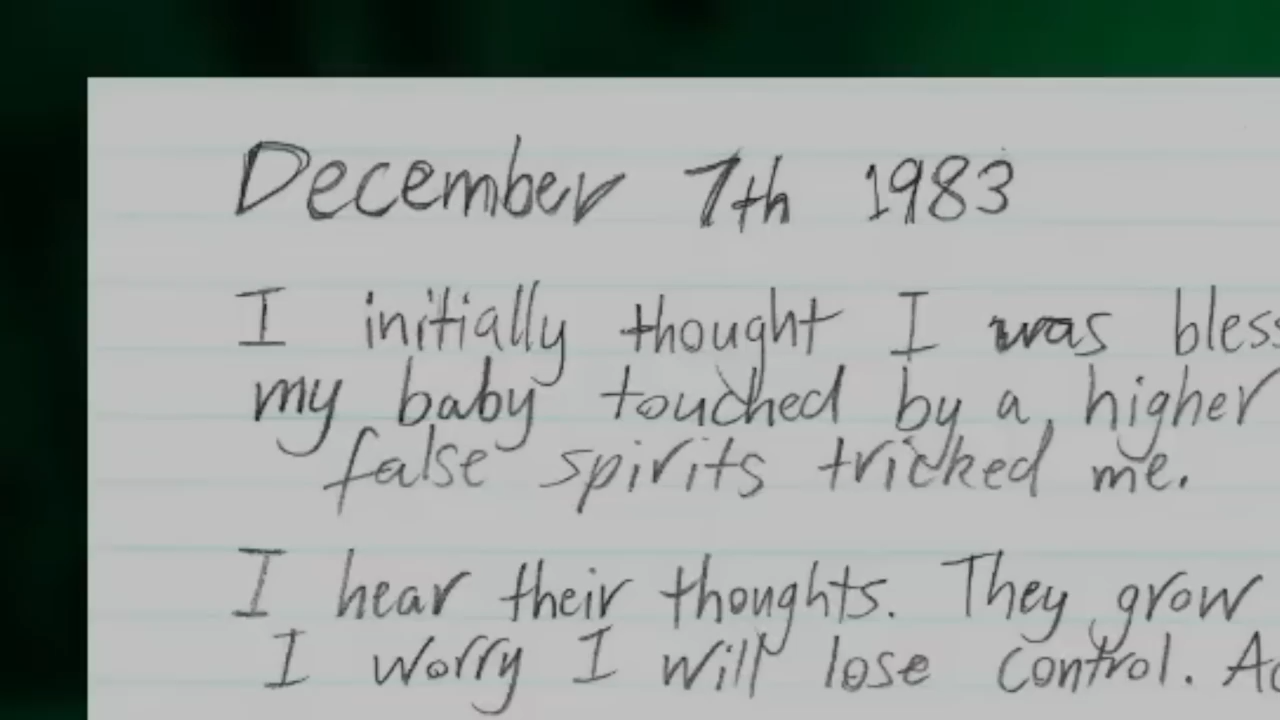 December 7th 1983
I initially thought I was bless
my baby touched by a higher
false spirits tricked me.
I hear their thoughts. They grow
I worry I will lose control.